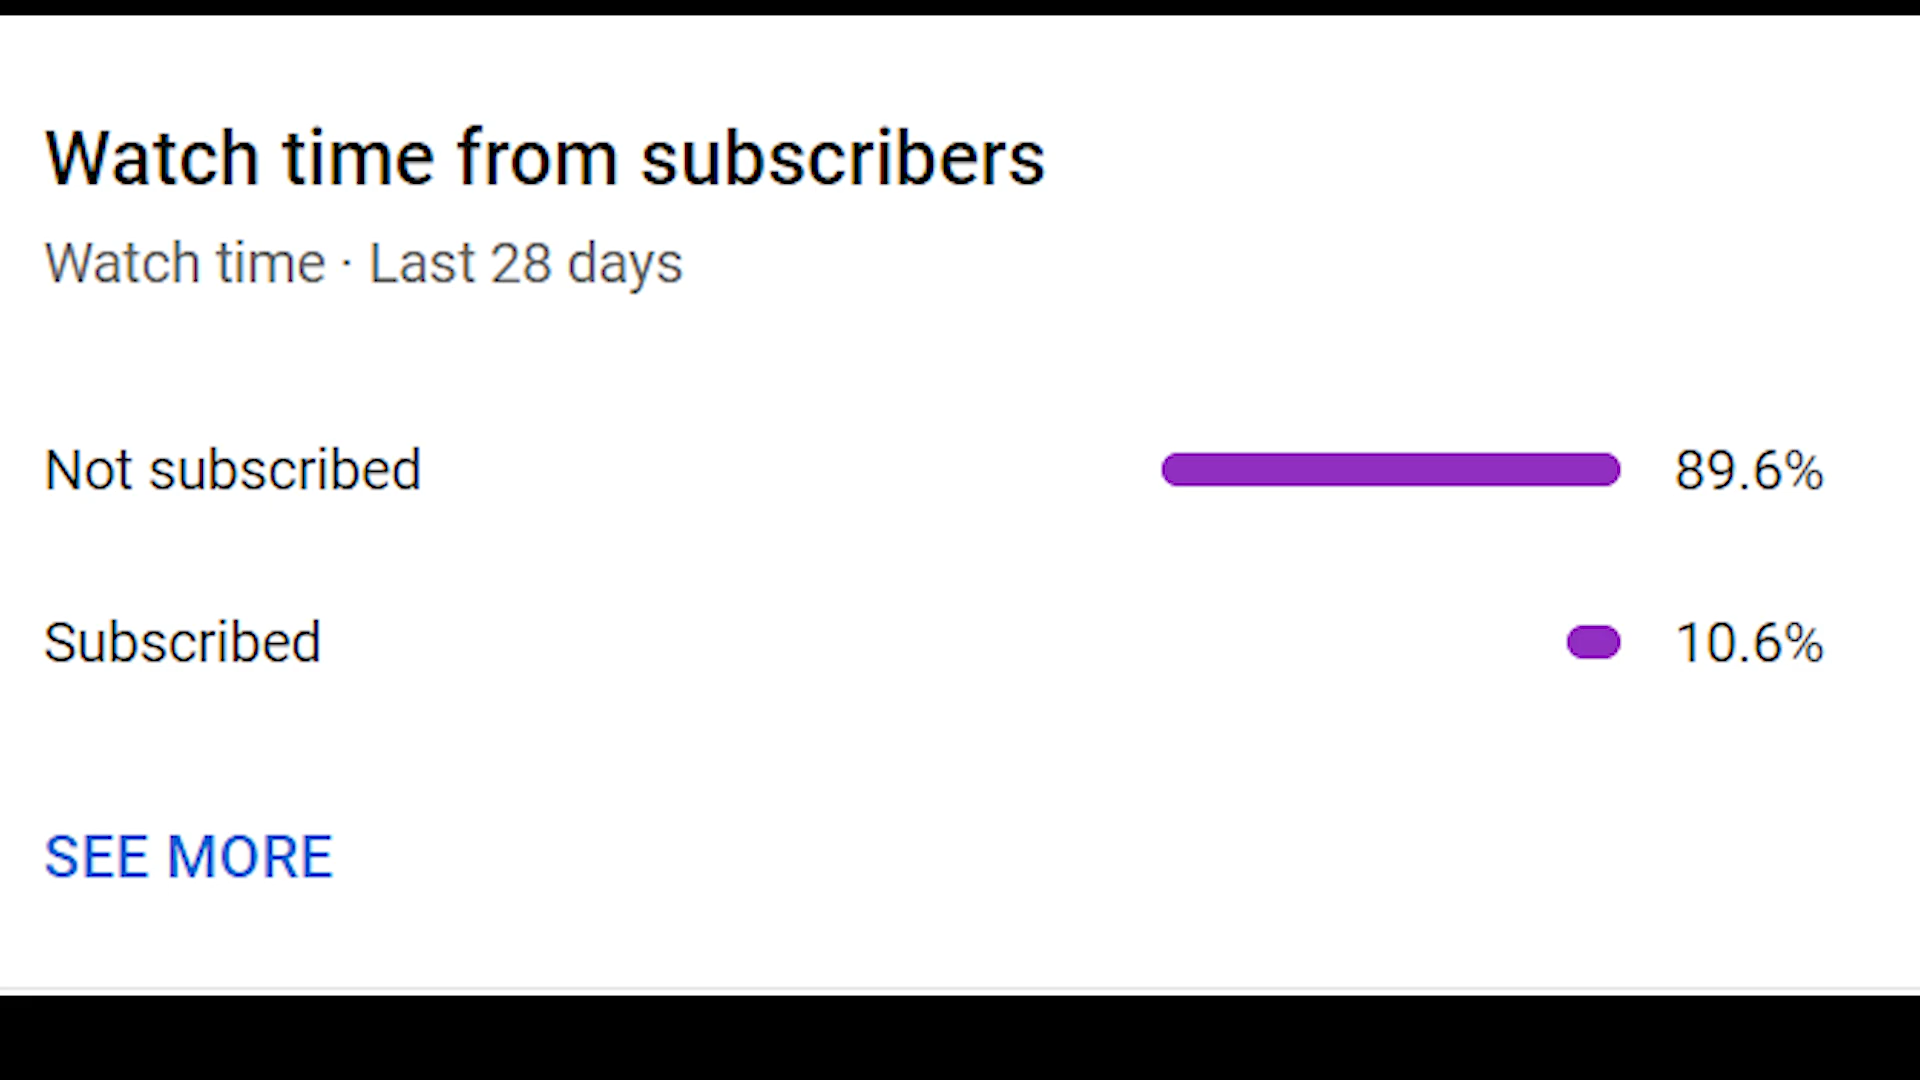 Watch time from subscribers
Watch time · Last 28 days
Not subscribed 89.6%
Subscribed 10.6%
SEE MORE